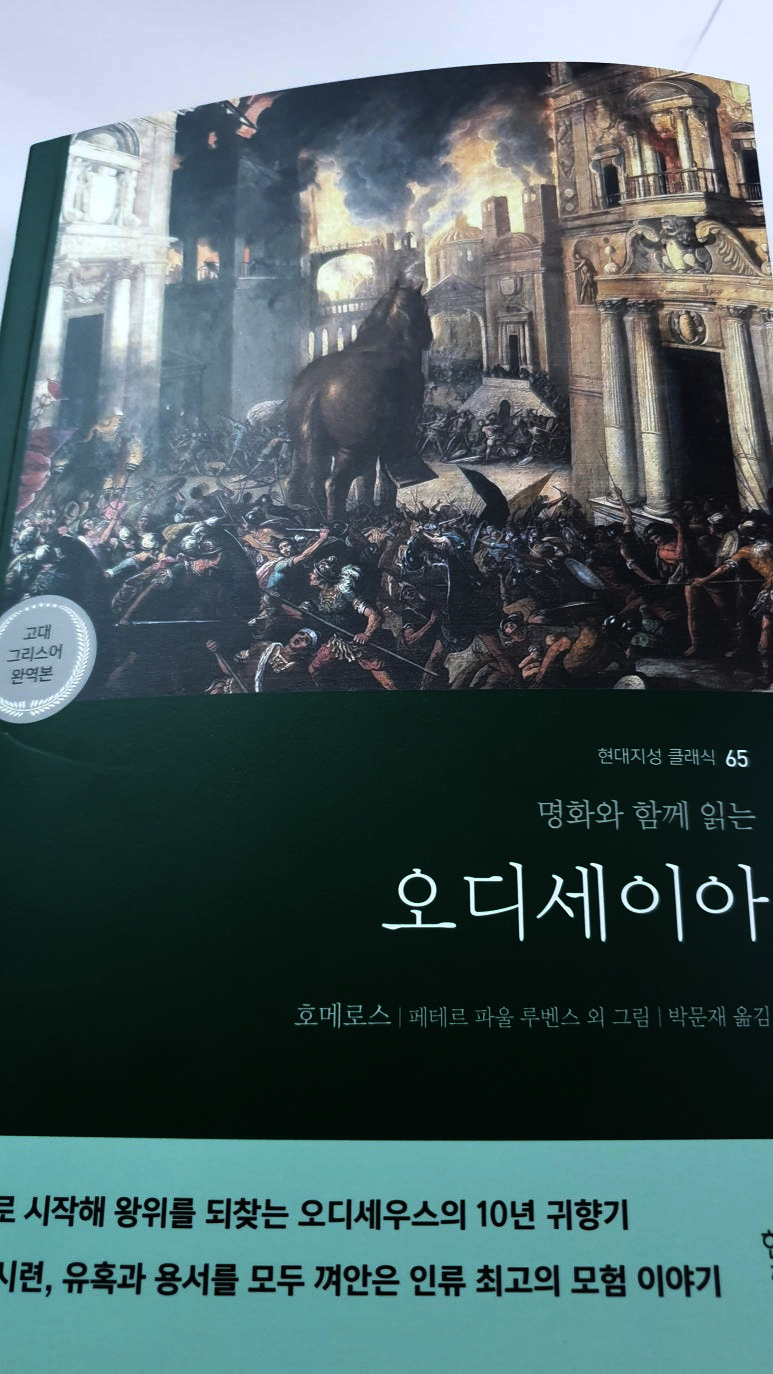 고대
그리스어
완역본
현대지성 클래식 65
명화와 함께 읽는
오디세이아
호메로스 | 페테르 파울 루벤스 외 그림 | 박문재 옮김
로 시작해 왕위를 되찾는 오디세우스의 10년 귀향기
시련, 유혹과 용서를 모두 껴안은 인류 최고의 모험 이야기